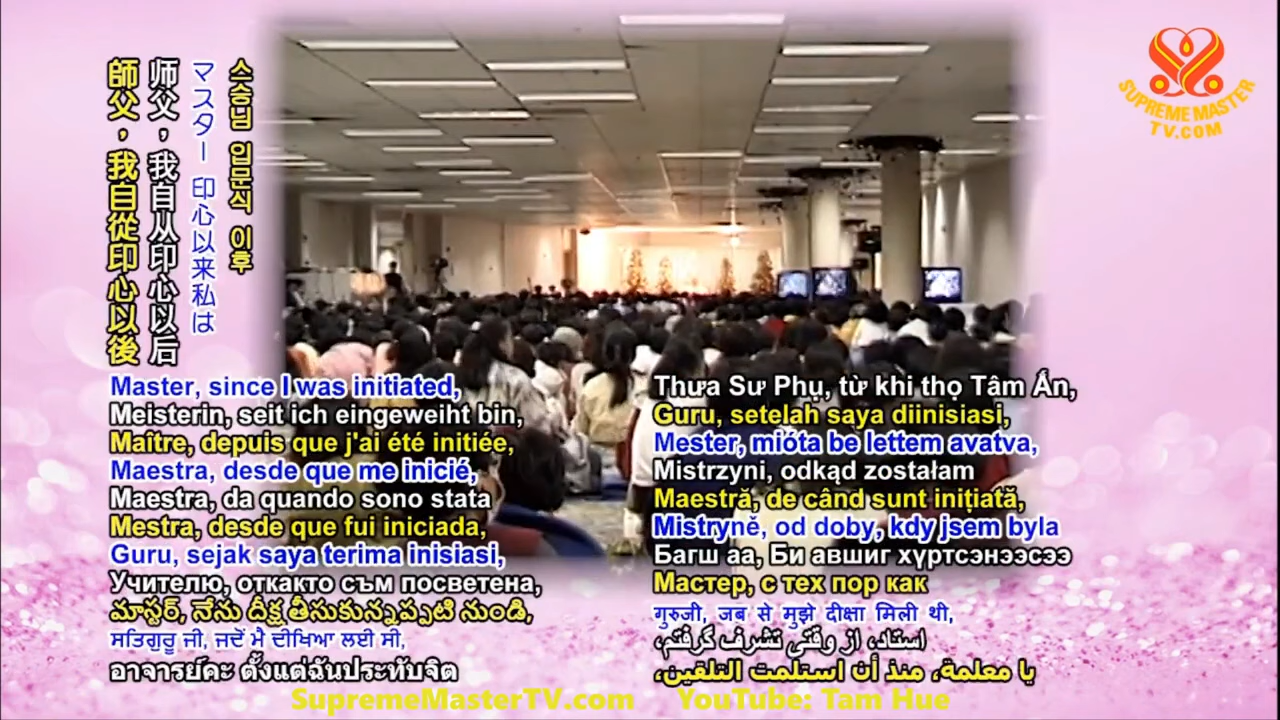 師父，我自從印心以後
师父，我自从印心以后
マスター 印心以来私は
스승님 입문식 이후
SUPREME MASTER
TV.COM
Master, since I was initiated,
Meisterin, seit ich eingeweiht bin,
Maître, depuis que j'ai été initiée,
Maestra, desde que me inicié,
Maestra, da quando sono stata
Mestra, desde que fui iniciada,
Guru, sejak saya terima inisiasi,
Учителю, откакто съм посветена,
మాస్టర్, నేను దీక్ష తీసుకున్నప్పటి నుండి,
ਸਤਿਗੁਰੂ ਜੀ, ਜਦੋਂ ਮੈ ਦੀਖਿਆ ਲਈ ਸੀ,
อาจารย์คะ ตั้งแต่ฉันประทับจิต
Thưa Sư Phụ, từ khi thọ Tâm Ấn,
Guru, setelah saya diinisiasi,
Mester, mióta be lettem avatva,
Mistrzyni, odkąd zostałam
Maestră, de când sunt inițiată,
Mistryně, od doby, kdy jsem byla
Багш аа, Би авшиг хүртсэнээсээ
Мастер, с тех пор как
गुरुजी, जब से मुझे दीक्षा मिली थी,
استاد، از وقتی تشرف گرفتم،
يا معلمة، منذ أن استلمت التلقين،
SupremeMasterTV.com YouTube: Tam Hue